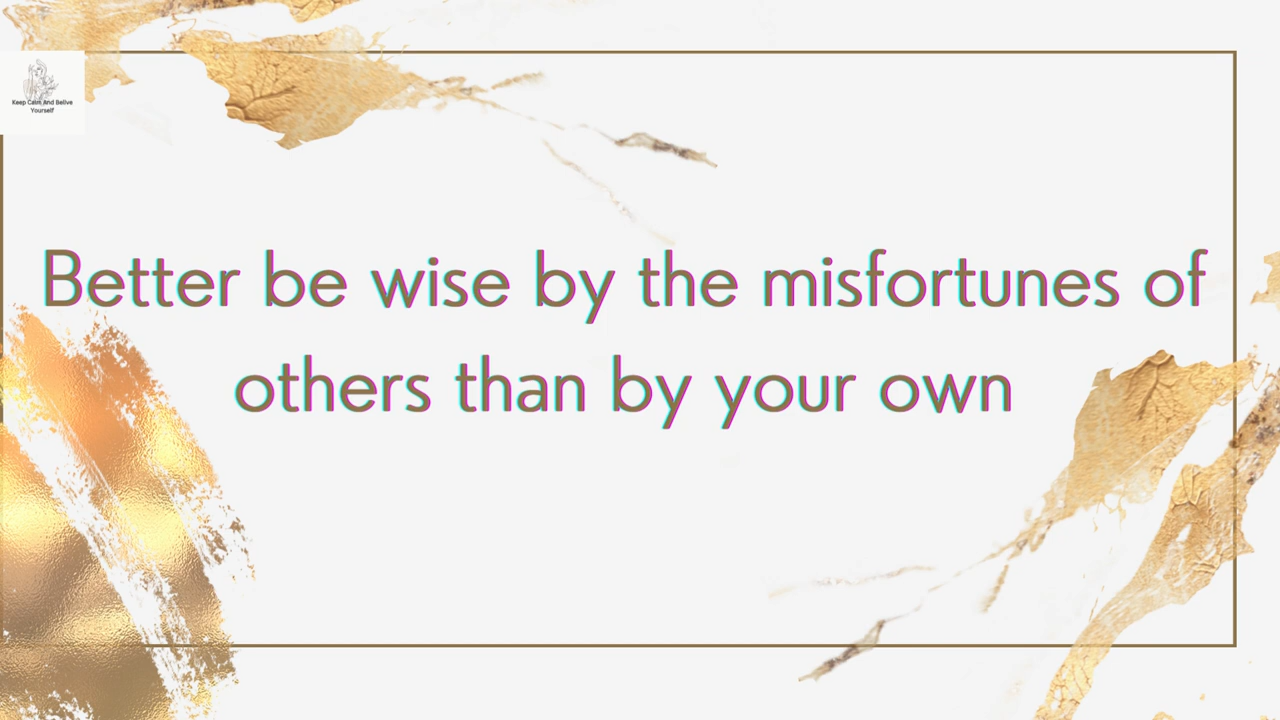 Keep Calm And Belive
Yourself
Better be wise by the misfortunes of
others than by your own